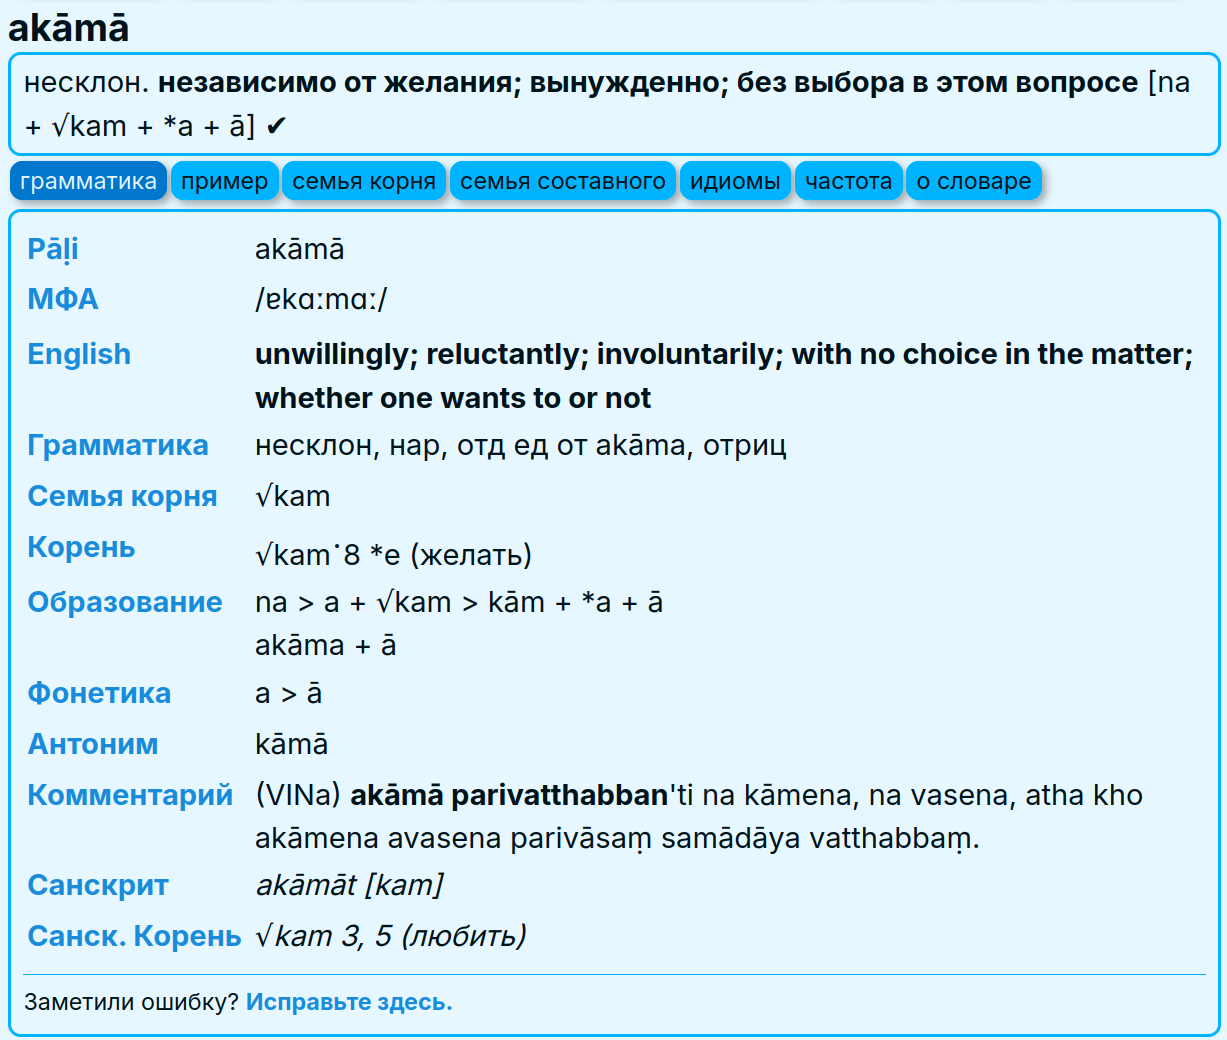 akāmā
несклон. независимо от желания; вынужденно; без выбора в этом вопросе [na
+ √kam + *a + ā] ✔
грамматика пример семья корня семья составного идиомы частота о словаре
Pāḷi akāmā
МФА /ɐkɑːmɑː/
English unwillingly; reluctantly; involuntarily; with no choice in the matter;
whether one wants to or not
Грамматика несклон, нар, отд ед от akāma, отриц
Семья корня √kam
Корень √kam˙8 *e (желать)
Образование na > a + √kam > kām + *a + ā
akāma + ā
Фонетика a > ā
Антоним kāmā
Комментарий (VINa) akāmā parivatthabban'ti na kāmena, na vasena, atha kho
akāmena avasena parivāsaṃ samādāya vatthabbaṃ.
Санскрит akāmāt [kam]
Санск. Корень √kam 3, 5 (любить)
Заметили ошибку? Исправьте здесь.